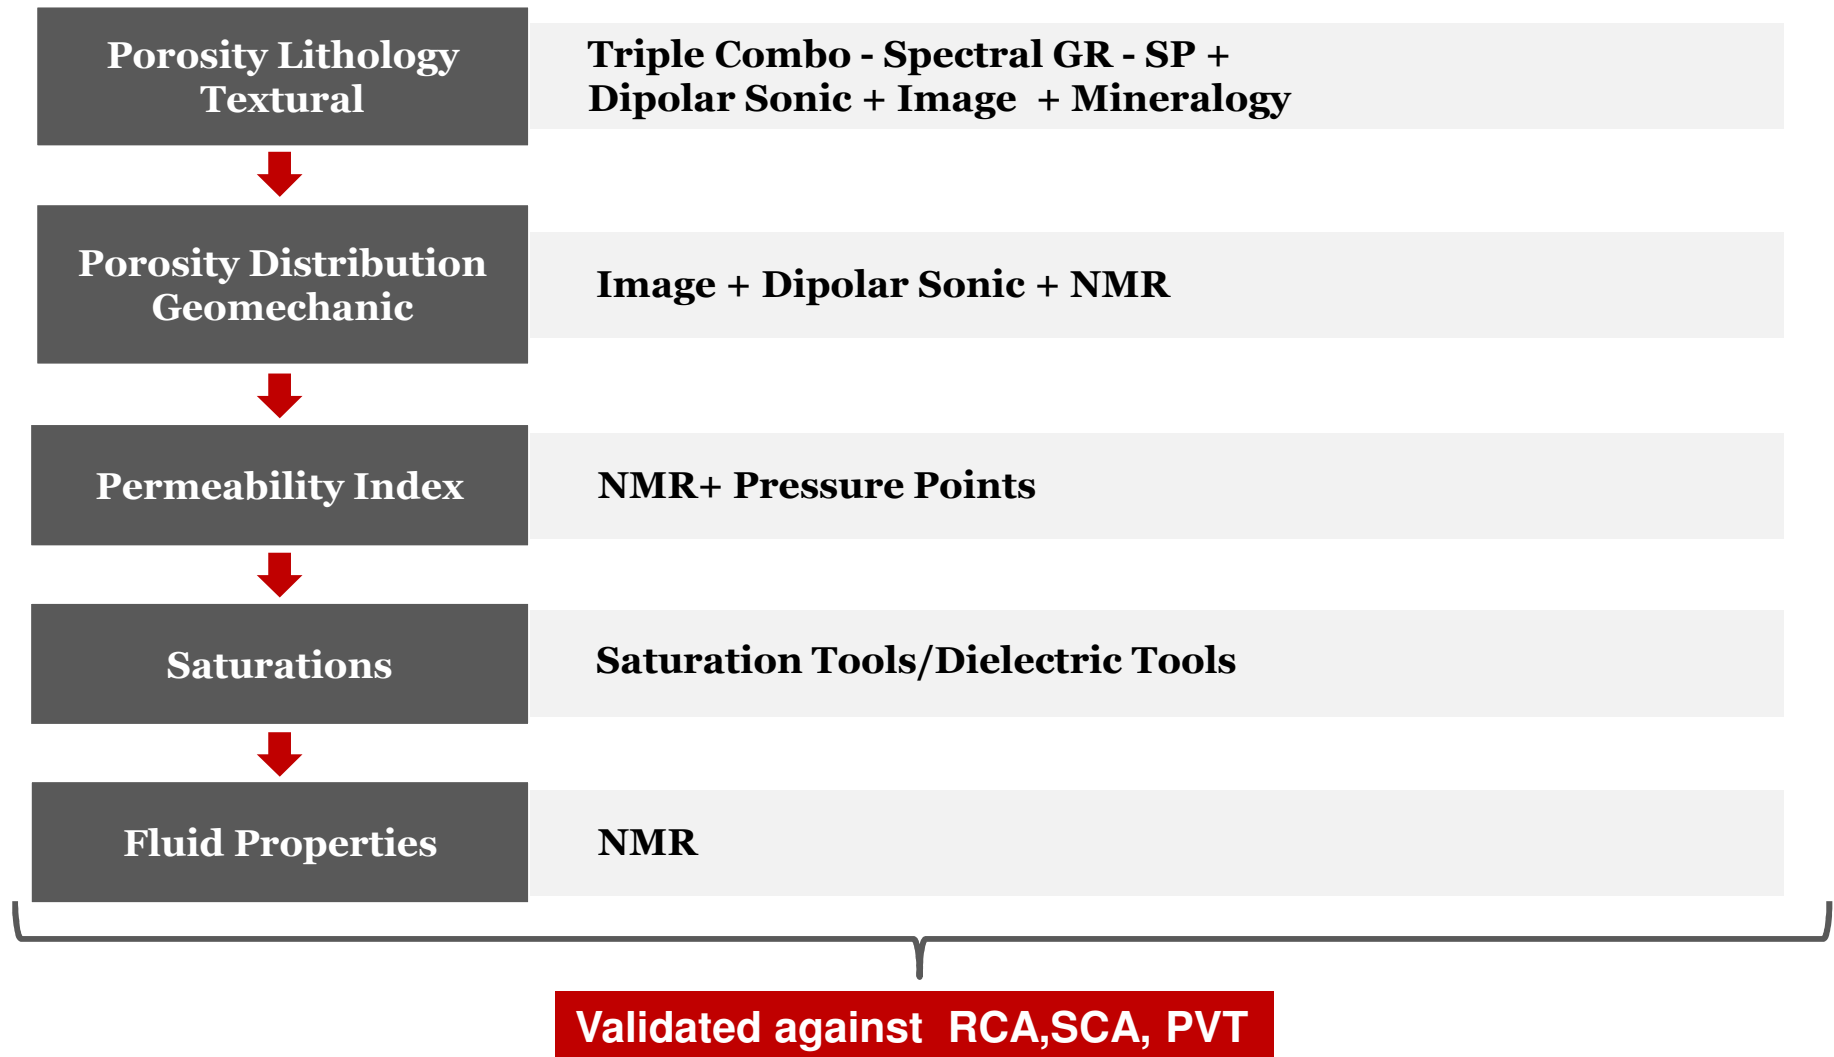 Porosity Lithology
Textural
Triple Combo - Spectral GR - SP +
Dipolar Sonic + Image + Mineralogy
Porosity Distribution
Geomechanic
Image + Dipolar Sonic + NMR
Permeability Index
NMR+ Pressure Points
Saturations
Saturation Tools/Dielectric Tools
Fluid Properties
NMR
Validated against RCA,SCA, PVT